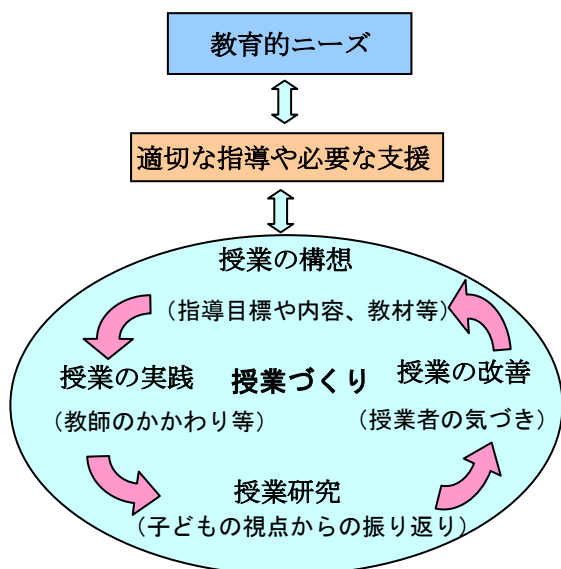 教育的ニーズ
適切な指導や必要な支援
授業の構想
（指導目標や内容、教材等）
授業の実践
授業づくり
授業の改善
（教師のかかわり等）
（授業者の気づき）
授業研究
（子どもの視点からの振り返り）